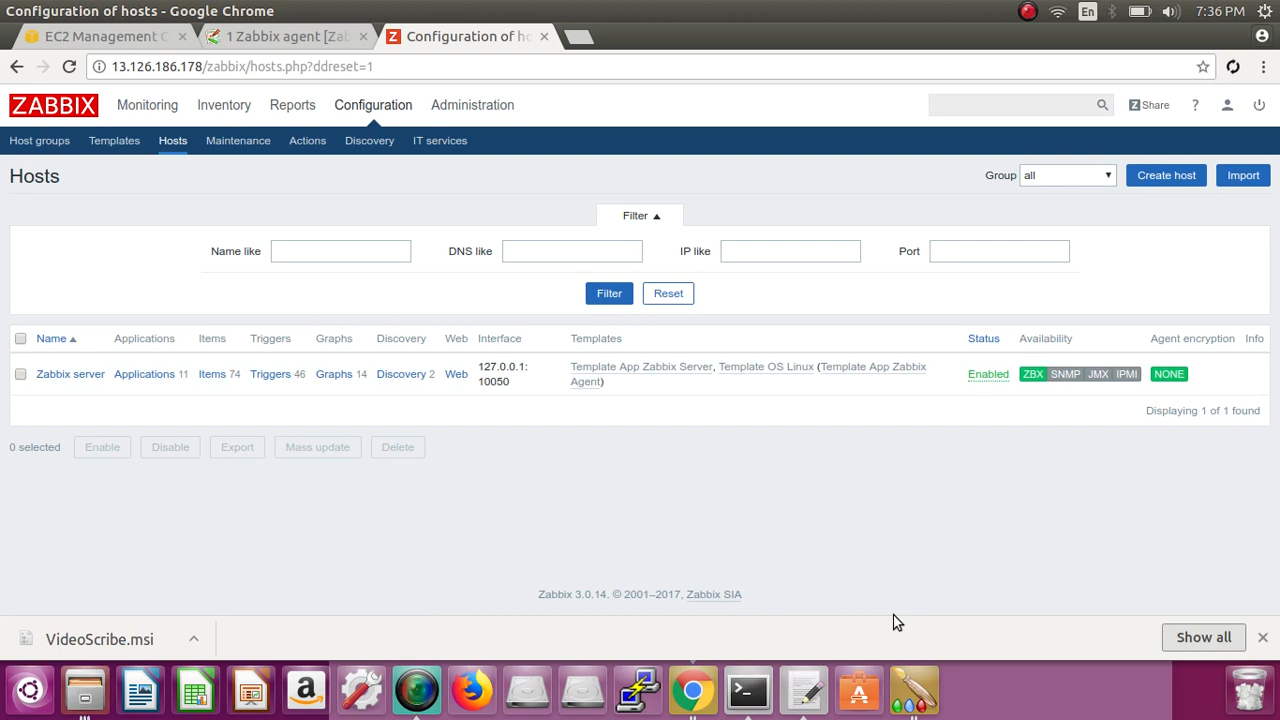 Configuration of hosts - Google Chrome
En
7:36 PM
EC2 Management C
1 Zabbix agent [Zab
Configuration of ho
13.126.186.178/zabbix/hosts.php?ddreset=1
ZABBIX
Monitoring Inventory Reports Configuration Administration
Z Share ?
Host groups Templates Hosts Maintenance Actions Discovery IT services
Hosts
Group all Create host Import
Filter
Name like DNS like IP like Port
Filter Reset
Name Applications Items Triggers Graphs Discovery Web Interface Templates Status Availability Agent encryption Info
Zabbix server Applications 11 Items 74 Triggers 46 Graphs 14 Discovery 2 Web 127.0.0.1: Template App Zabbix Server, Template OS Linux (Template App Zabbix Enabled ZBX SNMP JMX IPMI NONE
10050 Agent)
Displaying 1 of 1 found
0 selected Enable Disable Export Mass update Delete
Zabbix 3.0.14. © 2001–2017, Zabbix SIA
VideoScribe.msi
Show all